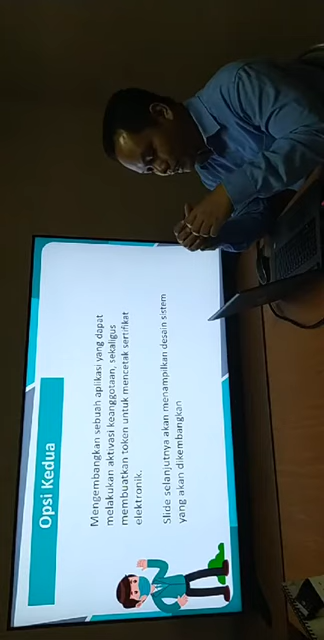 Opsi Kedua
Mengembangkan sebuah aplikasi yang dapat
melakukan aktivasi keanggotaan, sekaligus
membuatkan token untuk mencetak sertifikat
elektronik.
Slide selanjutnya akan menampilkan desain sistem
yang akan dikembangkan